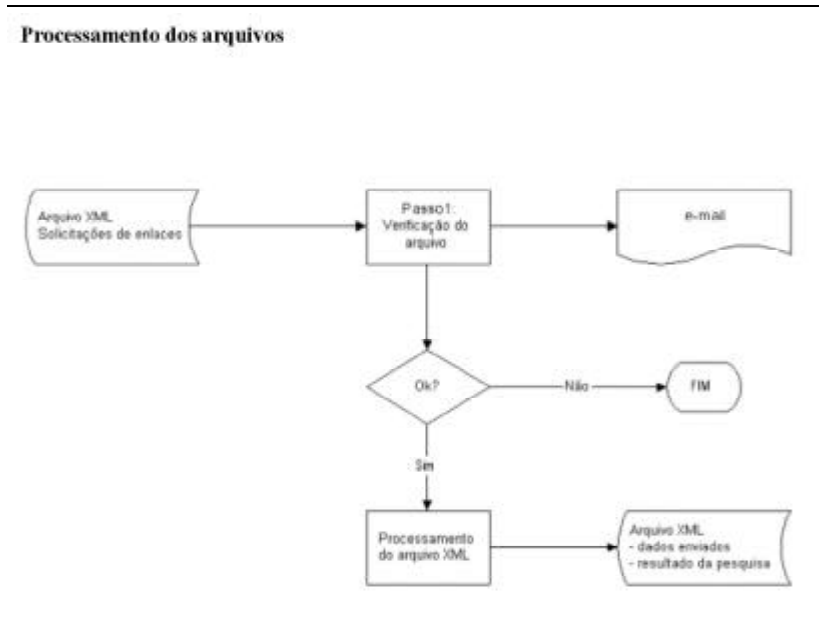 Processamento dos arquivos
Arquivo XML
Solicitações de enlaces
Passo1:
Verificação do
arquivo
e-mail
Ok?
Não
FIM
Sim
Processamento
do arquivo XML
Arquivo XML
- dados enviados
- resultado da pesquisa